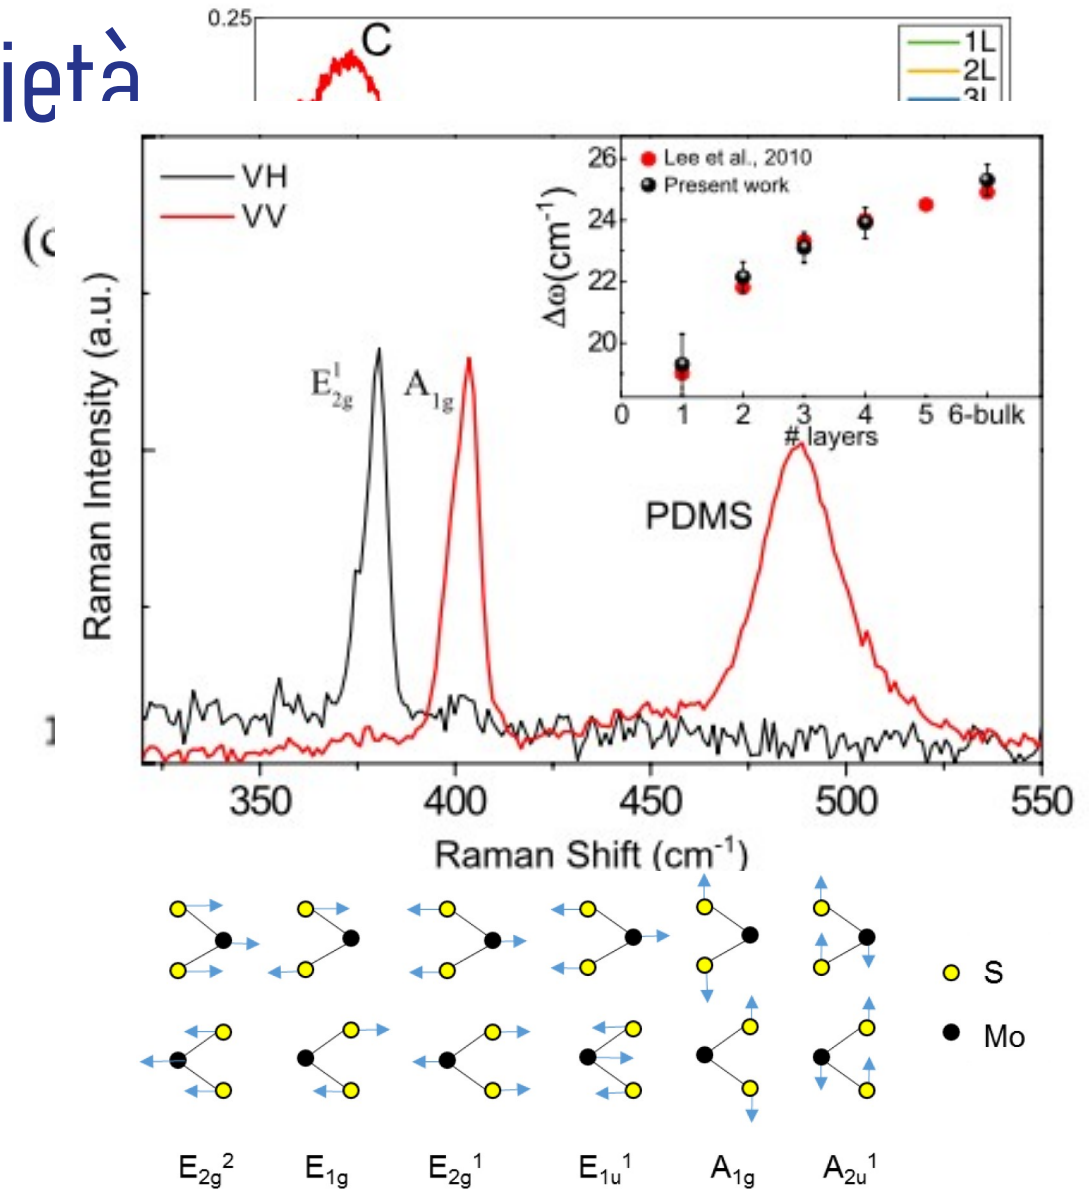 0.25
C
1L
2L
3L
ietà
(c
VH
VV
26
24
22
20
Δω(cm⁻¹)
Lee et al., 2010
Present work
0 1 2 3 4 5 6-bulk
# layers
E¹₂g A₁g
PDMS
Raman Intensity (a.u.)
350 400 450 500 550
Raman Shift (cm⁻¹)
S
Mo
E₂g² E₁g E₂g¹ E₁u¹ A₁g A₂u¹